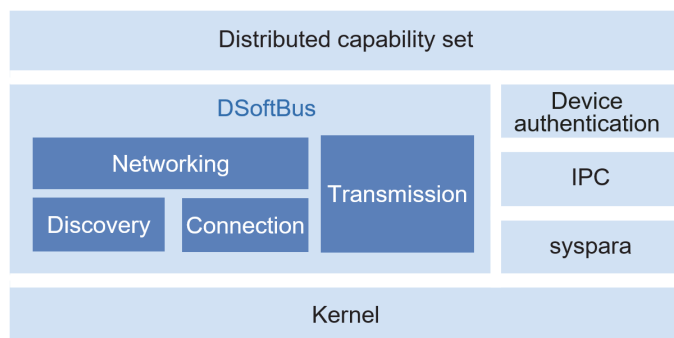 Distributed capability set
DSoftBus
Device
authentication
Networking
Transmission
IPC
Discovery
Connection
syspara
Kernel